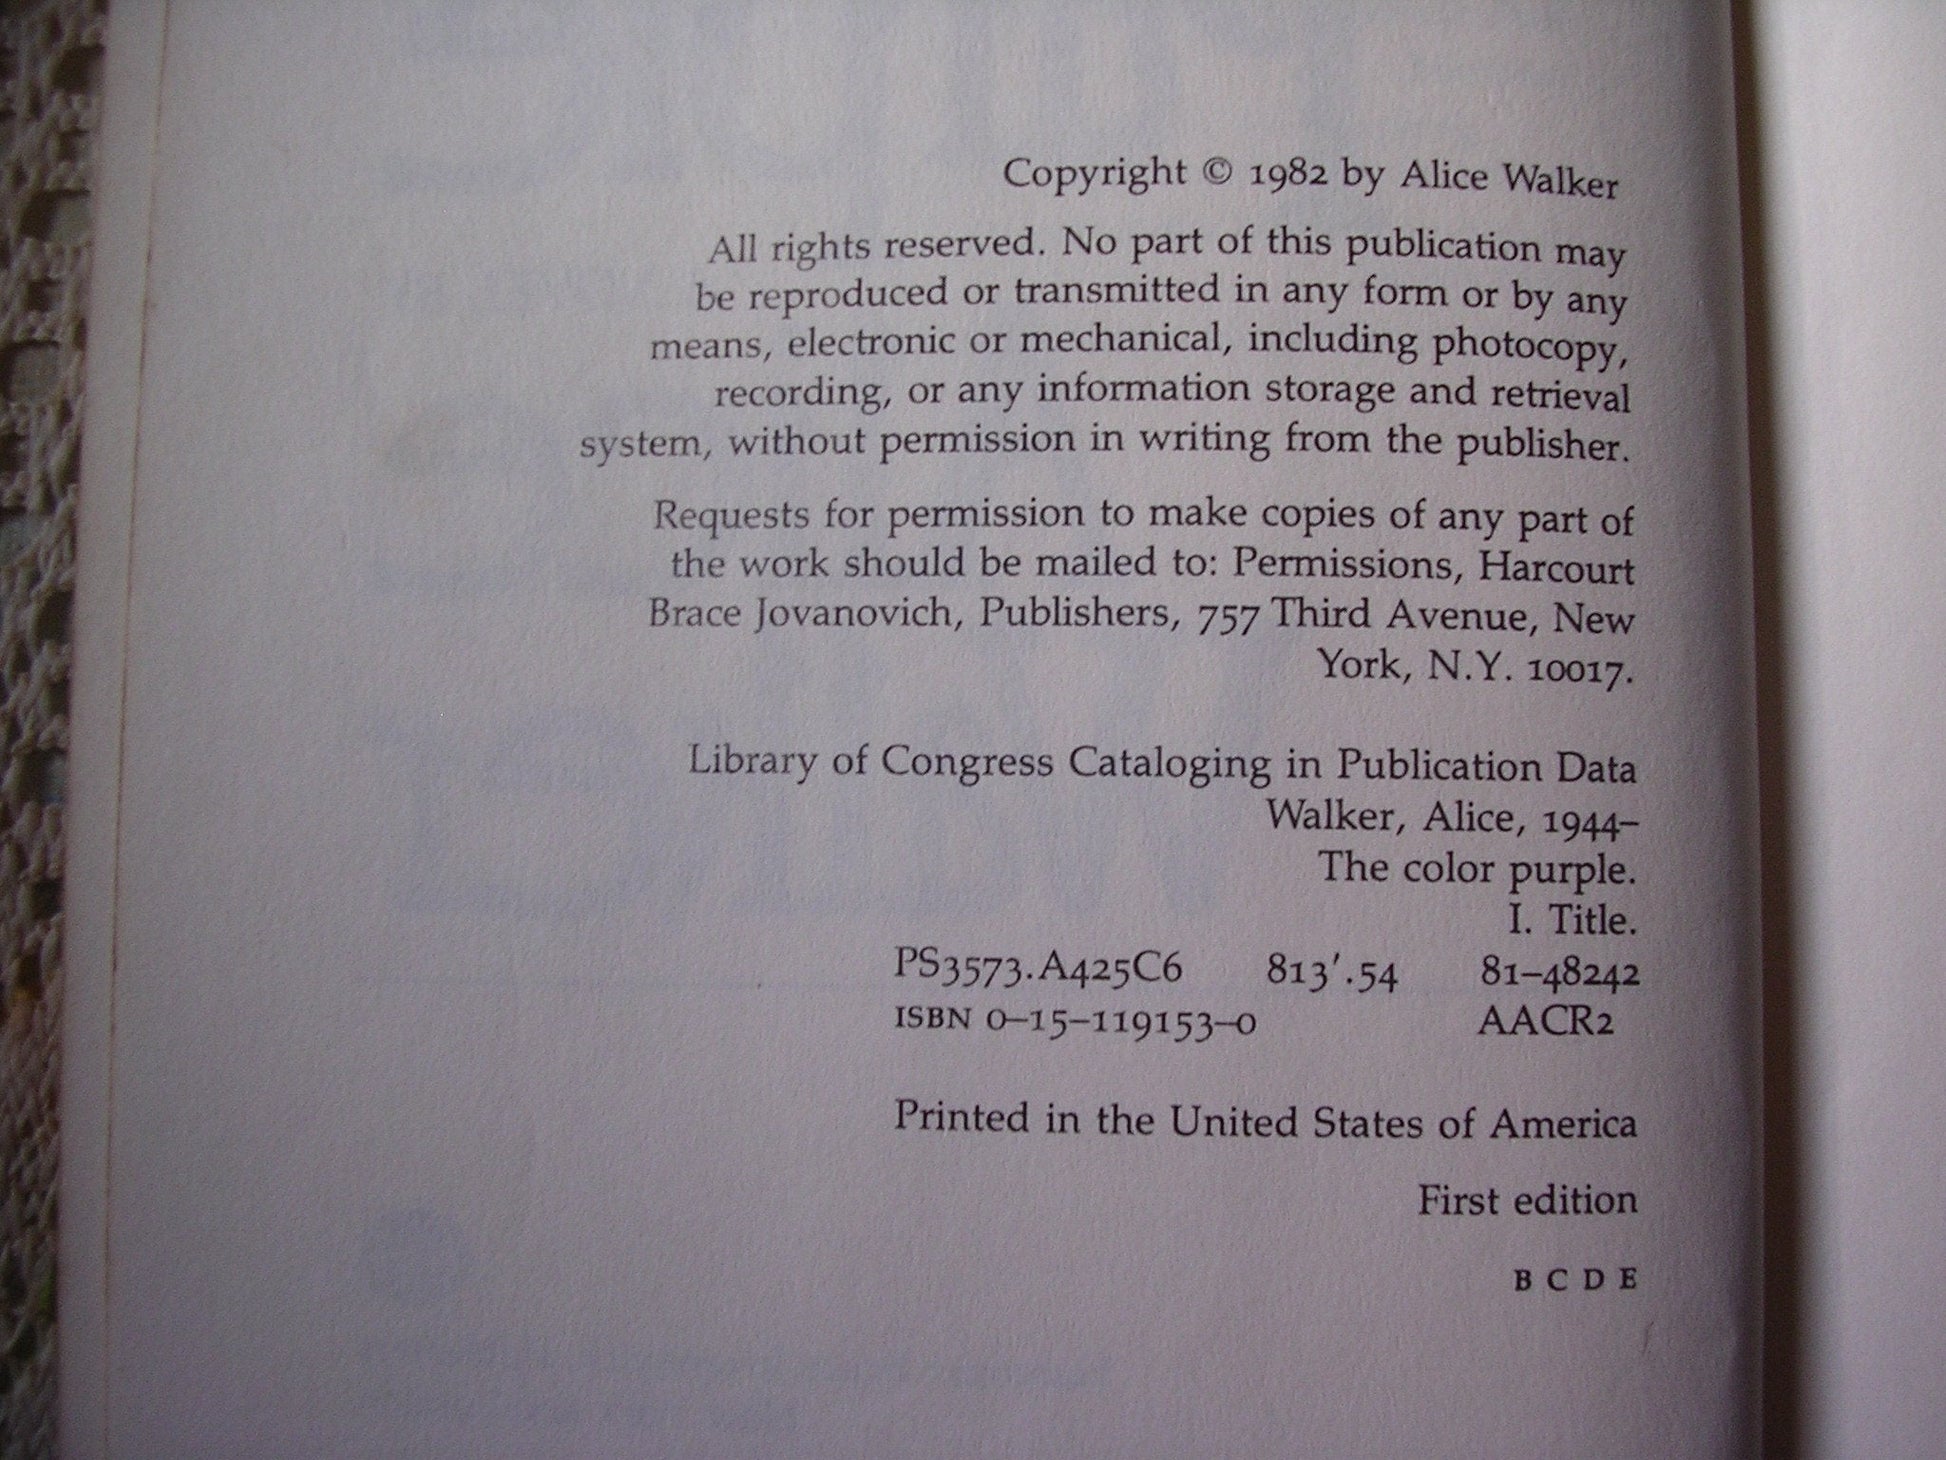 Copyright © 1982 by Alice Walker
All rights reserved. No part of this publication may
be reproduced or transmitted in any form or by any
means, electronic or mechanical, including photocopy,
recording, or any information storage and retrieval
system, without permission in writing from the publisher.
Requests for permission to make copies of any part of
the work should be mailed to: Permissions, Harcourt
Brace Jovanovich, Publishers, 757 Third Avenue, New
York, N.Y. 10017.
Library of Congress Cataloging in Publication Data
Walker, Alice, 1944–
The color purple.
I. Title.
PS3573.A425C6 813'.54 81–48242
ISBN 0–15–119153–0 AACR2
Printed in the United States of America
First edition
B C D E